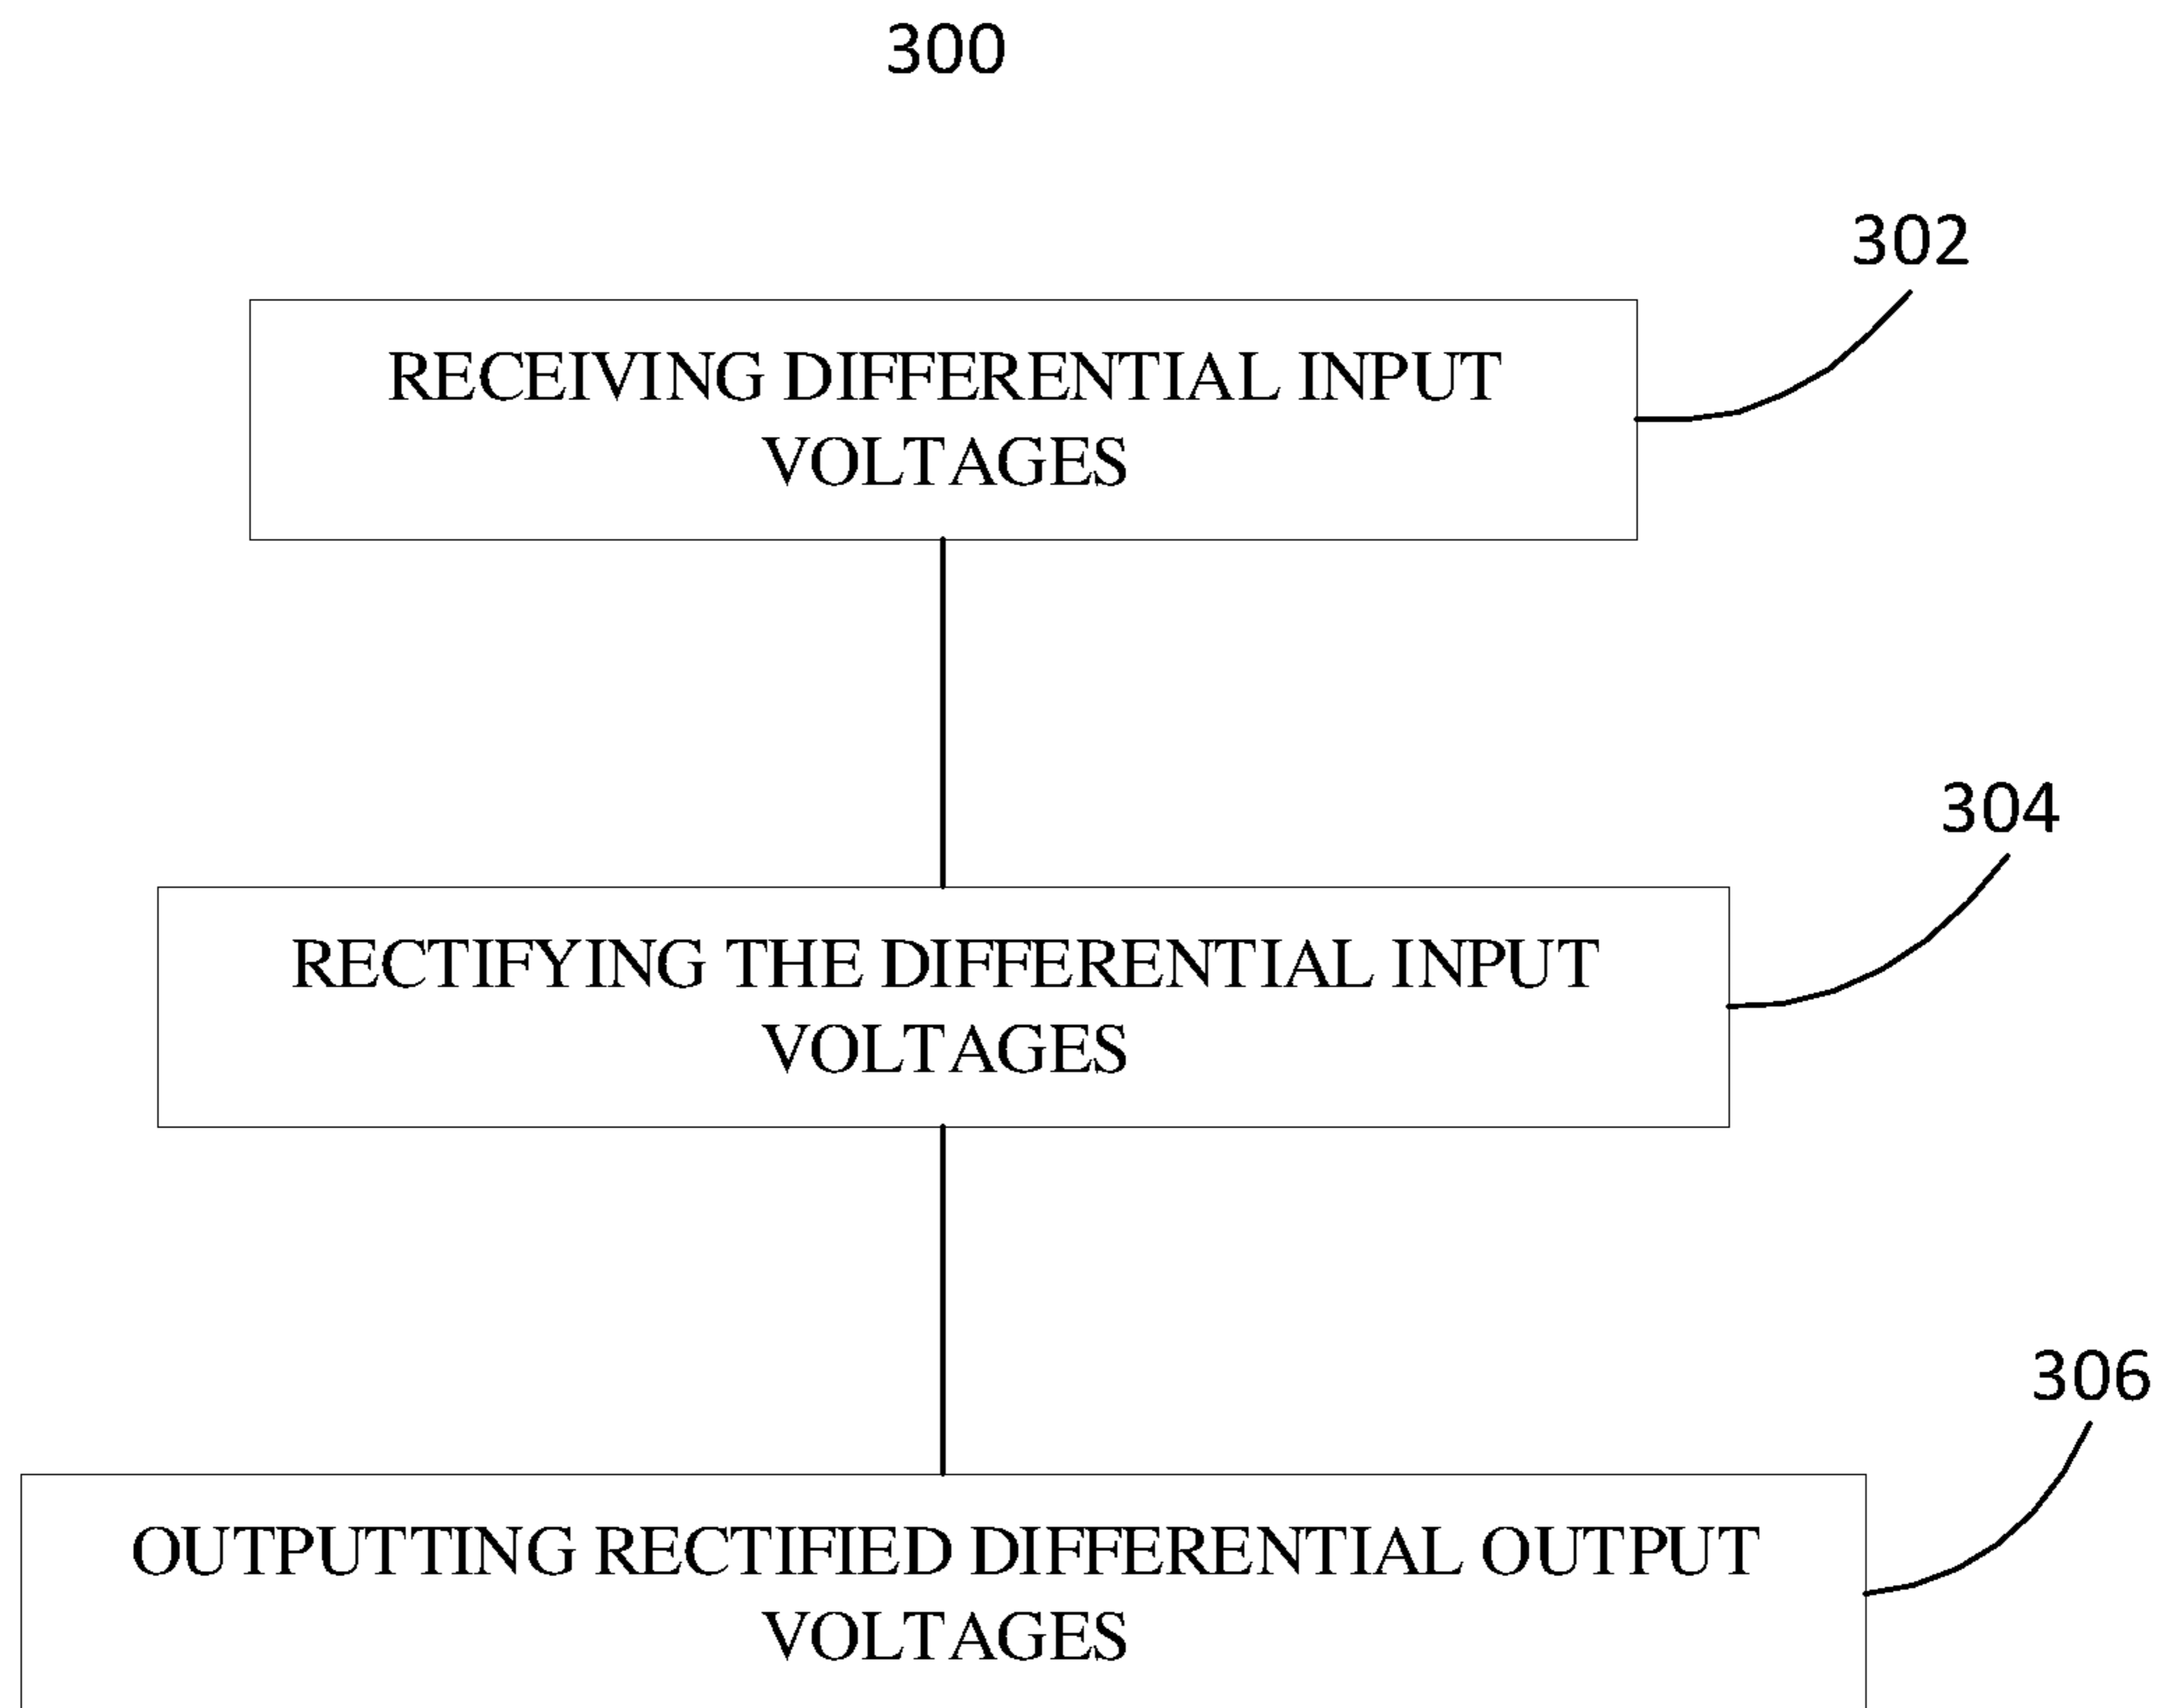 300
302
RECEIVING DIFFERENTIAL INPUT
VOLTAGES
304
RECTIFYING THE DIFFERENTIAL INPUT
VOLTAGES
306
OUTPUTTING RECTIFIED DIFFERENTIAL OUTPUT
VOLTAGES